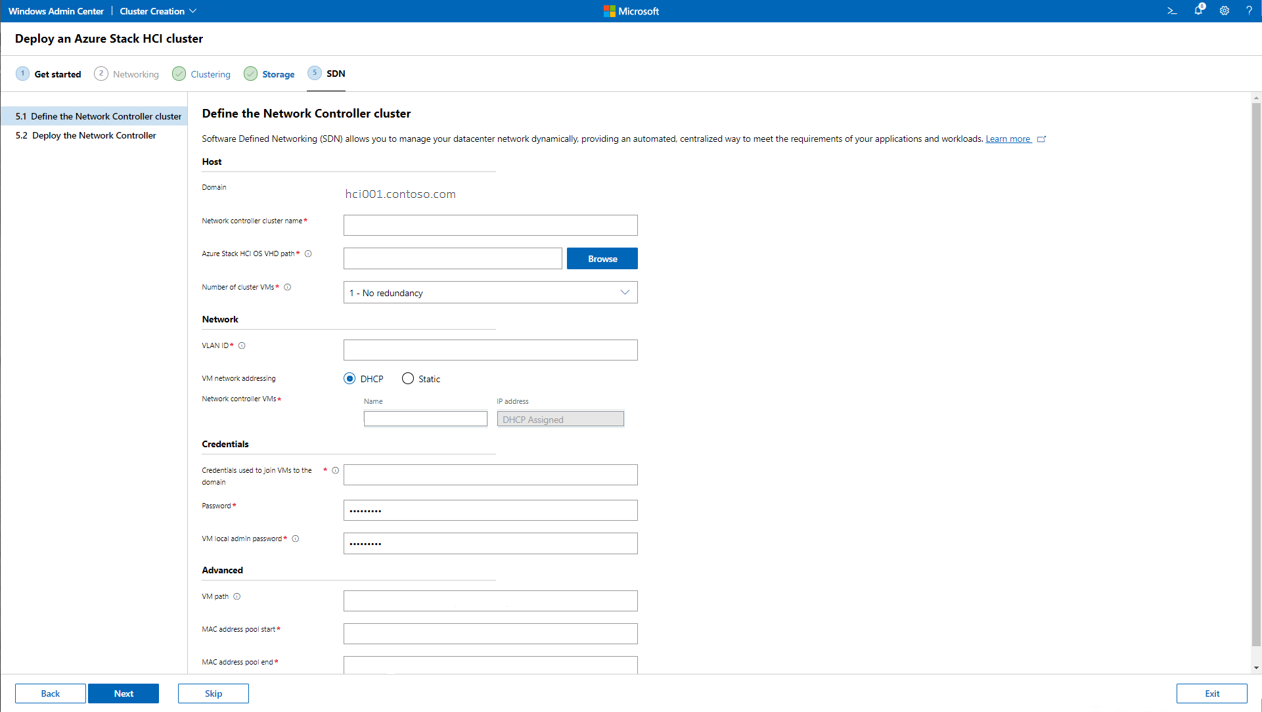 Windows Admin Center | Cluster Creation
Microsoft
1
Deploy an Azure Stack HCI cluster
1 Get started
2 Networking
Clustering
Storage
5 SDN
5.1 Define the Network Controller cluster
5.2 Deploy the Network Controller
Define the Network Controller cluster
Software Defined Networking (SDN) allows you to manage your datacenter network dynamically, providing an automated, centralized way to meet the requirements of your applications and workloads. Learn more
Host
Domain
hci001.contoso.com
Network controller cluster name*
Azure Stack HCI OS VHD path*
Browse
Number of cluster VMs*
1 - No redundancy
Network
VLAN ID*
VM network addressing
DHCP
Static
Network controller VMs*
Name
IP address
DHCP Assigned
Credentials
Credentials used to join VMs to the *
domain
Password*
•••••••••
VM local admin password*
•••••••••
Advanced
VM path
MAC address pool start*
MAC address pool end*
Back
Next
Skip
Exit